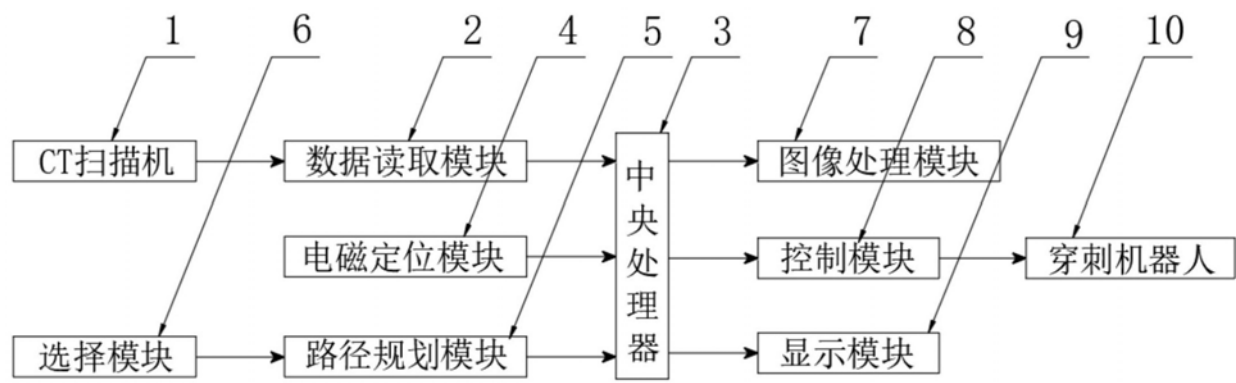 1 6 2 4 5 3 7 8 9 10
CT扫描机 数据读取模块 图像处理模块
电磁定位模块 中央处理器 控制模块 穿刺机器人
选择模块 路径规划模块 显示模块